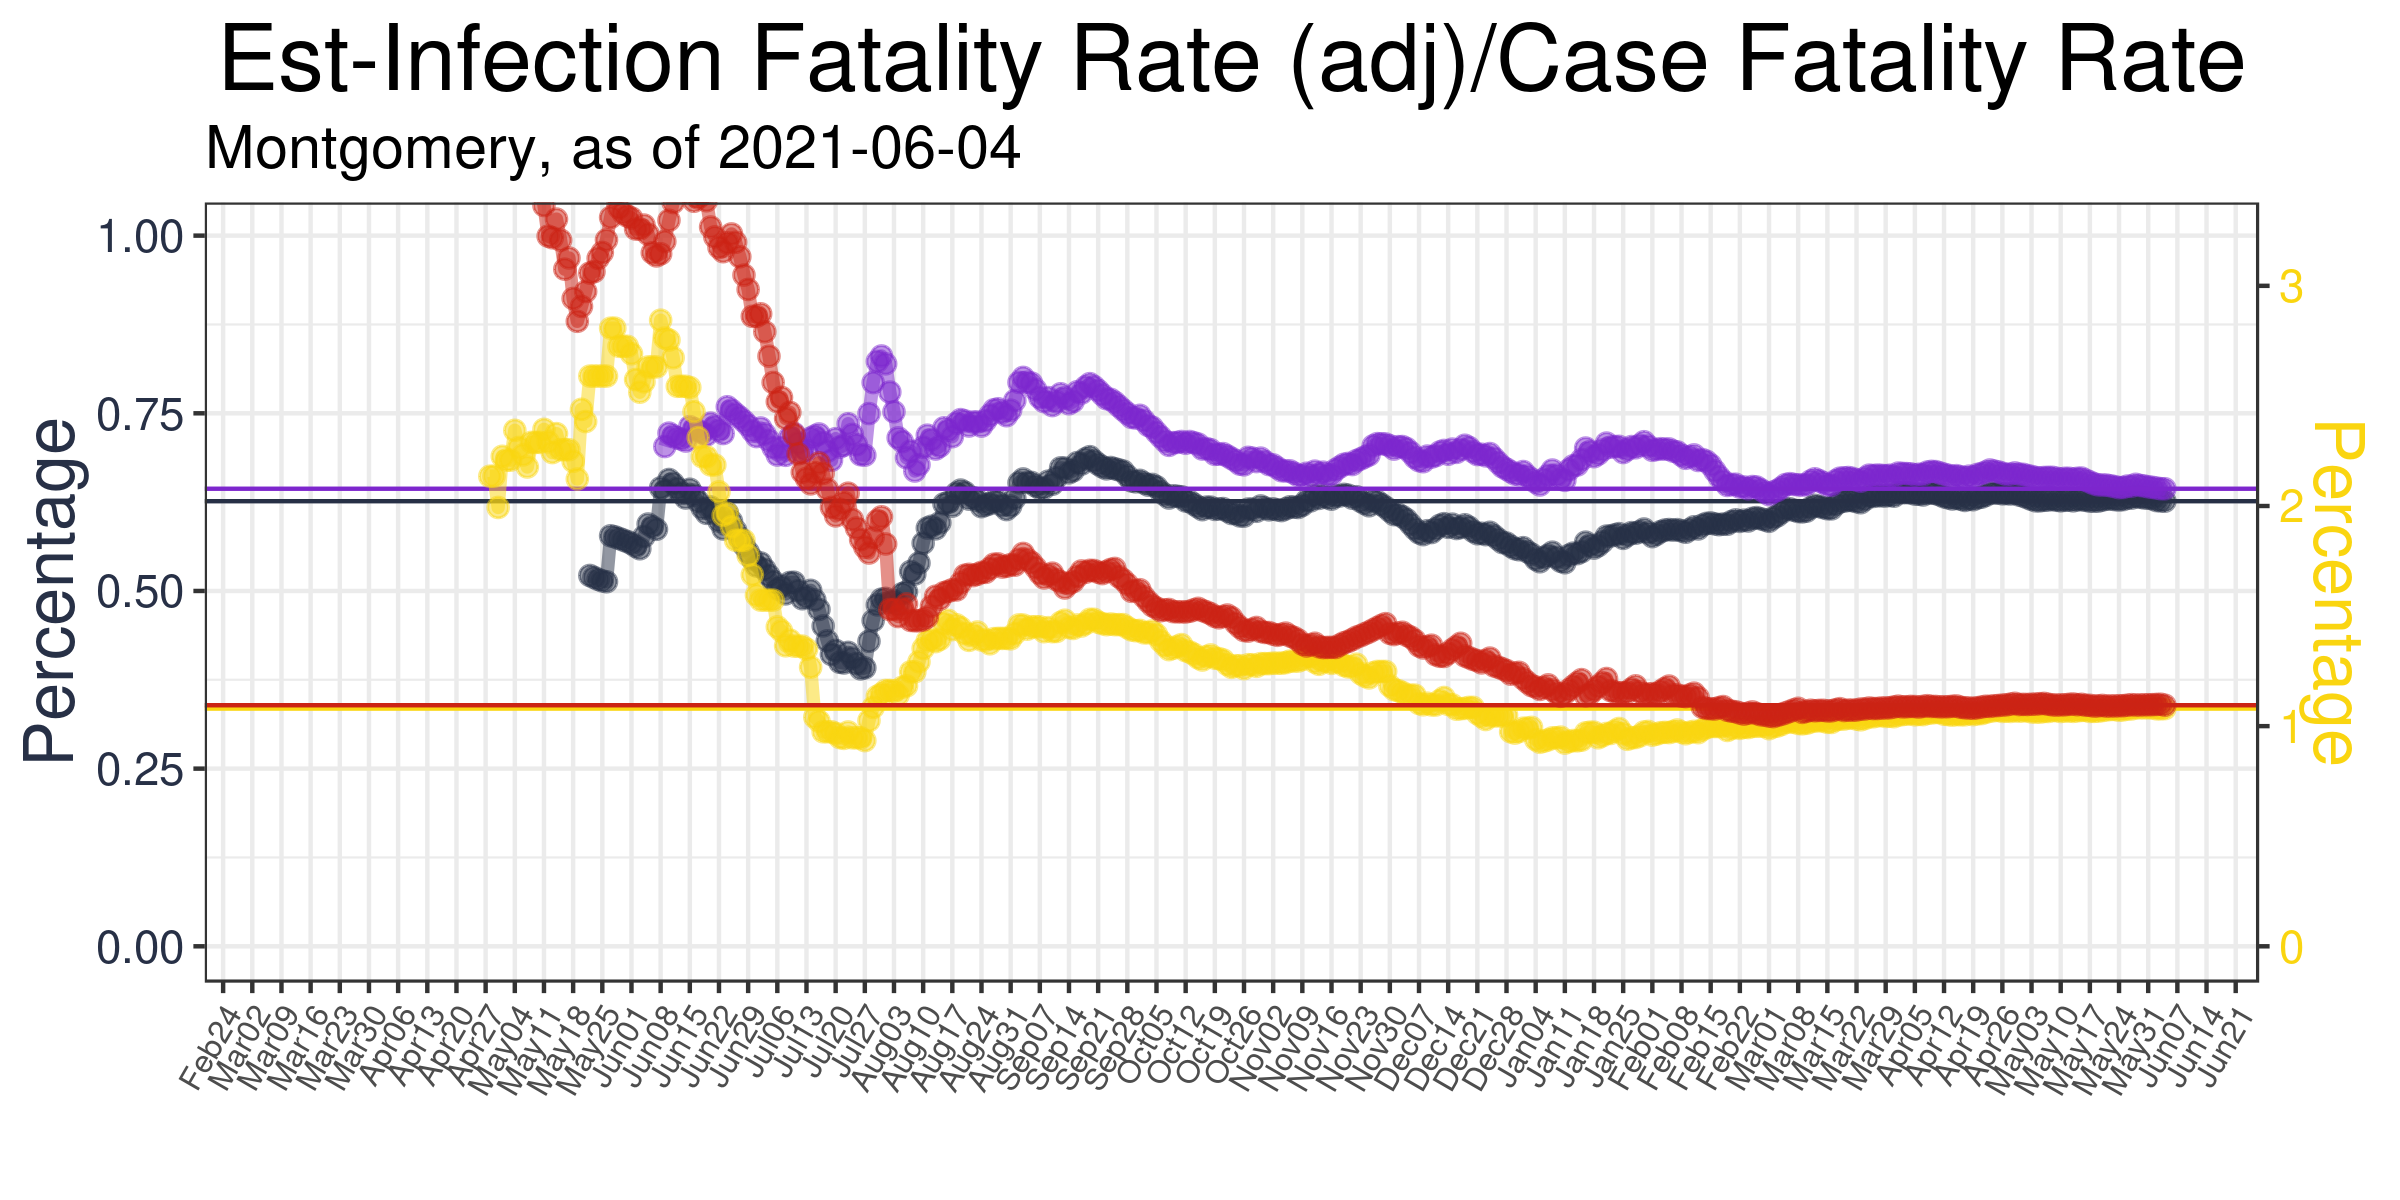 Est-Infection Fatality Rate (adj)/Case Fatality Rate
Montgomery, as of 2021-06-04
Percentage
1.00
0.75
0.50
0.25
0.00
3
2
1
0
Percentage
Feb24
Mar02
Mar09
Mar16
Mar23
Mar30
Apr06
Apr13
Apr20
Apr27
May04
May11
May18
May25
Jun01
Jun08
Jun15
Jun22
Jun29
Jul06
Jul13
Jul20
Jul27
Aug03
Aug10
Aug17
Aug24
Aug31
Sep07
Sep14
Sep21
Sep28
Oct05
Oct12
Oct19
Oct26
Nov02
Nov09
Nov16
Nov23
Nov30
Dec07
Dec14
Dec21
Dec28
Jan04
Jan11
Jan18
Jan25
Feb01
Feb08
Feb15
Feb22
Mar01
Mar08
Mar15
Mar22
Mar29
Apr05
Apr12
Apr19
Apr26
May03
May10
May17
May24
May31
Jun07
Jun14
Jun21